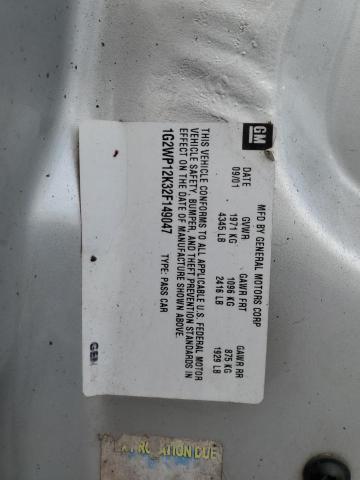 GM
MFD BY GENERAL MOTORS CORP
DATE GVWR GAWR FRT GAWR RR
09/01 1971 KG 1096 KG 875 KG
4345 LB 2416 LB 1929 LB
THIS VEHICLE CONFORMS TO ALL APPLICABLE U.S. FEDERAL MOTOR
VEHICLE SAFETY, BUMPER, AND THEFT PREVENTION STANDARDS IN
EFFECT ON THE DATE OF MANUFACTURE SHOWN ABOVE.
1G2WP12K32F149047 TYPE: PASS CAR
DUE